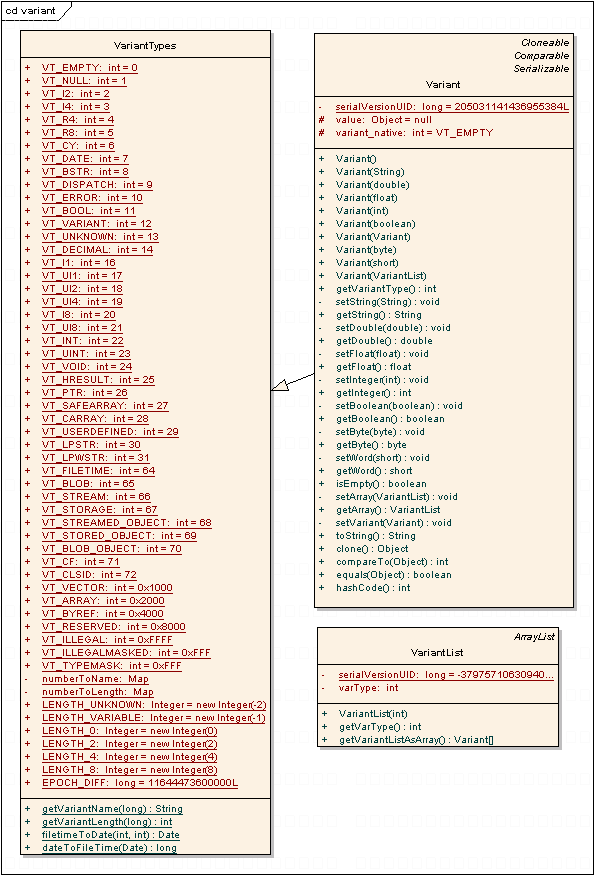 cd variant
VariantTypes
+ VT_EMPTY: int = 0
+ VT_NULL: int = 1
+ VT_I2: int = 2
+ VT_I4: int = 3
+ VT_R4: int = 4
+ VT_R8: int = 5
+ VT_CY: int = 6
+ VT_DATE: int = 7
+ VT_BSTR: int = 8
+ VT_DISPATCH: int = 9
+ VT_ERROR: int = 10
+ VT_BOOL: int = 11
+ VT_VARIANT: int = 12
+ VT_UNKNOWN: int = 13
+ VT_DECIMAL: int = 14
+ VT_I1: int = 16
+ VT_UI1: int = 17
+ VT_UI2: int = 18
+ VT_UI4: int = 19
+ VT_I8: int = 20
+ VT_UI8: int = 21
+ VT_INT: int = 22
+ VT_UINT: int = 23
+ VT_VOID: int = 24
+ VT_HRESULT: int = 25
+ VT_PTR: int = 26
+ VT_SAFEARRAY: int = 27
+ VT_CARRAY: int = 28
+ VT_USERDEFINED: int = 29
+ VT_LPSTR: int = 30
+ VT_LPWSTR: int = 31
+ VT_FILETIME: int = 64
+ VT_BLOB: int = 65
+ VT_STREAM: int = 66
+ VT_STORAGE: int = 67
+ VT_STREAMED_OBJECT: int = 68
+ VT_STORED_OBJECT: int = 69
+ VT_BLOB_OBJECT: int = 70
+ VT_CF: int = 71
+ VT_CLSID: int = 72
+ VT_VECTOR: int = 0x1000
+ VT_ARRAY: int = 0x2000
+ VT_BYREF: int = 0x4000
+ VT_RESERVED: int = 0x8000
+ VT_ILLEGAL: int = 0xFFFF
+ VT_ILLEGALMASKED: int = 0xFFF
+ VT_TYPEMASK: int = 0xFFF
- numberToName: Map
- numberToLength: Map
+ LENGTH_UNKNOWN: Integer = new Integer(-2)
+ LENGTH_VARIABLE: Integer = new Integer(-1)
+ LENGTH_0: Integer = new Integer(0)
+ LENGTH_2: Integer = new Integer(2)
+ LENGTH_4: Integer = new Integer(4)
+ LENGTH_8: Integer = new Integer(8)
+ EPOCH_DIFF: long = 11644473600000L
+ getVariantName(long) : String
+ getVariantLength(long) : int
+ filetimeToDate(int, int) : Date
+ dateToFileTime(Date) : long
Cloneable
Comparable
Serializable
Variant
- serialVersionUID: long = 205031141436955384L
# value: Object = null
# variant_native: int = VT_EMPTY
+ Variant()
+ Variant(String)
+ Variant(double)
+ Variant(float)
+ Variant(int)
+ Variant(boolean)
+ Variant(Variant)
+ Variant(byte)
+ Variant(short)
+ Variant(VariantList)
+ getVariantType() : int
- setString(String) : void
+ getString() : String
- setDouble(double) : void
+ getDouble() : double
- setFloat(float) : void
+ getFloat() : float
- setInteger(int) : void
+ getInteger() : int
- setBoolean(boolean) : void
+ getBoolean() : boolean
- setByte(byte) : void
+ getByte() : byte
- setWord(short) : void
+ getWord() : short
+ isEmpty() : boolean
- setArray(VariantList) : void
+ getArray() : VariantList
- setVariant(Variant) : void
+ toString() : String
+ clone() : Object
+ compareTo(Object) : int
+ equals(Object) : boolean
+ hashCode() : int
ArrayList
VariantList
- serialVersionUID: long = -37975710630940...
- varType: int
+ VariantList(int)
+ getVarType() : int
+ getVariantListAsArray() : Variant[]